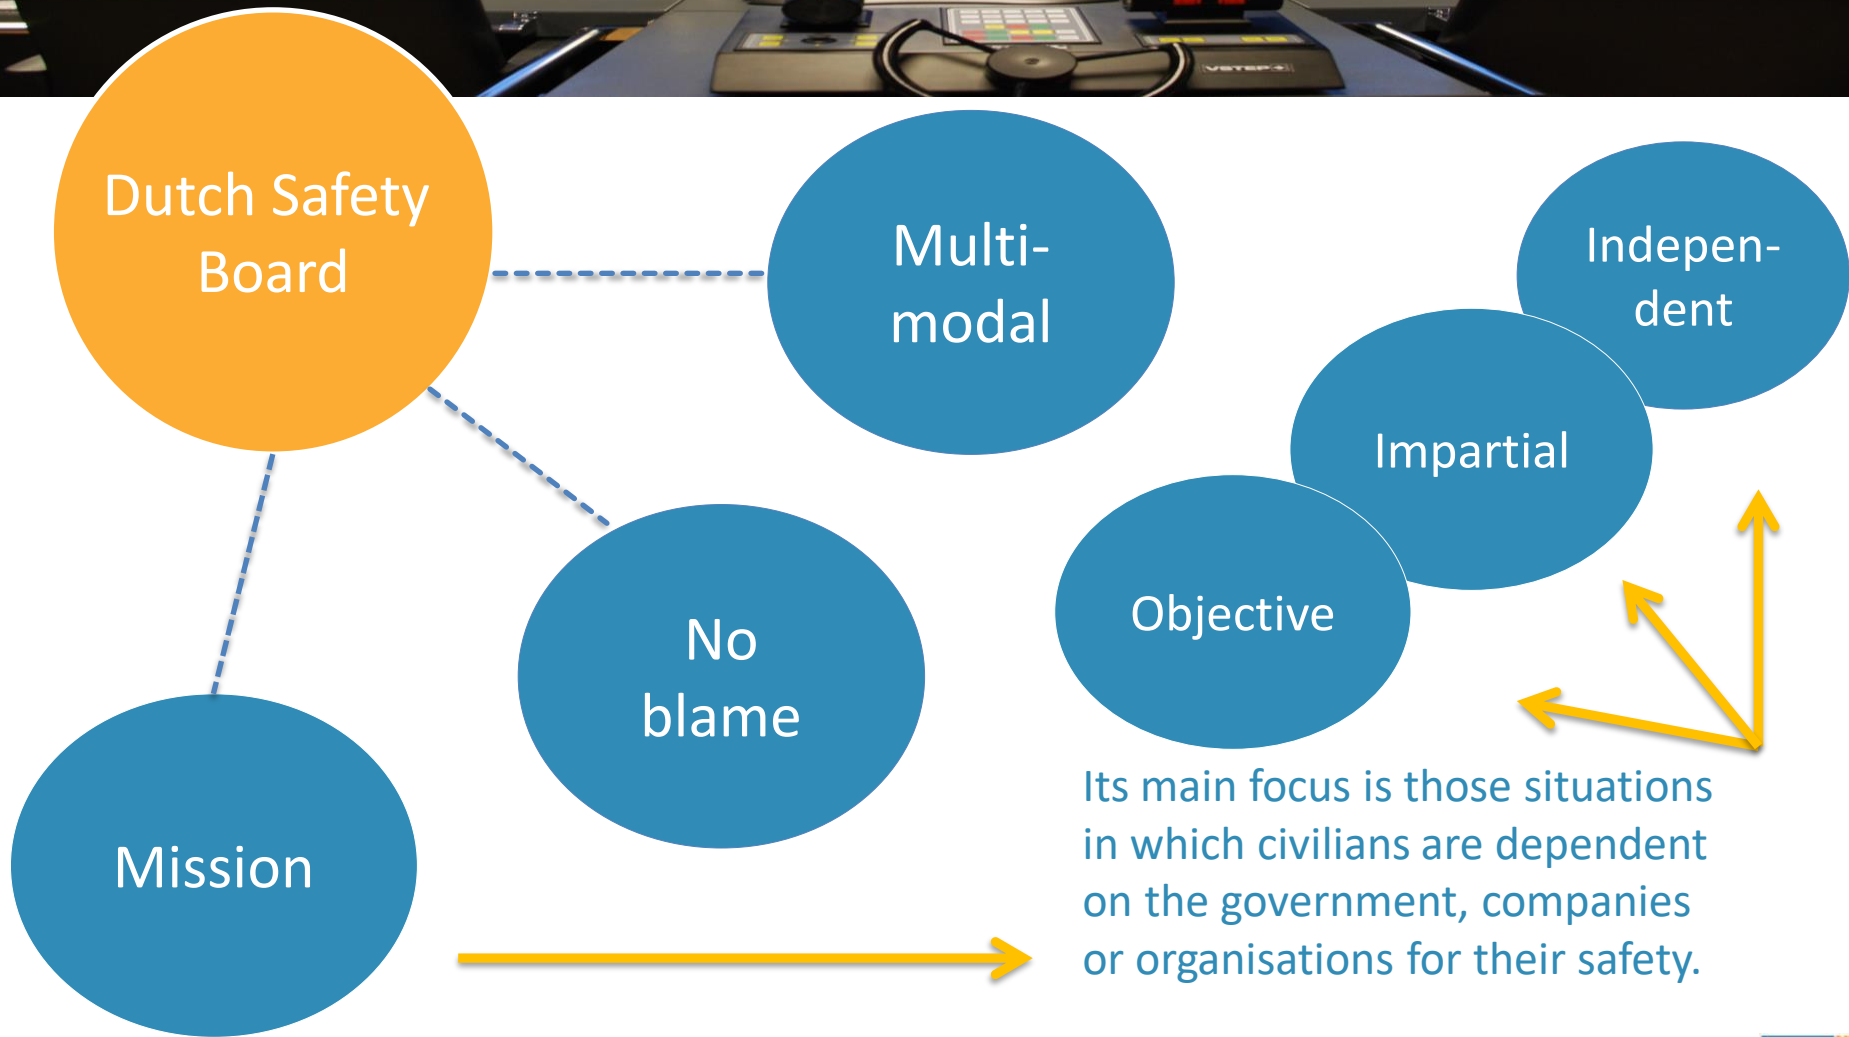 VSTEP
Dutch Safety
Board
Multi-
modal
Indepen-
dent
Impartial
Objective
No
blame
Mission
Its main focus is those situations
in which civilians are dependent
on the government, companies
or organisations for their safety.